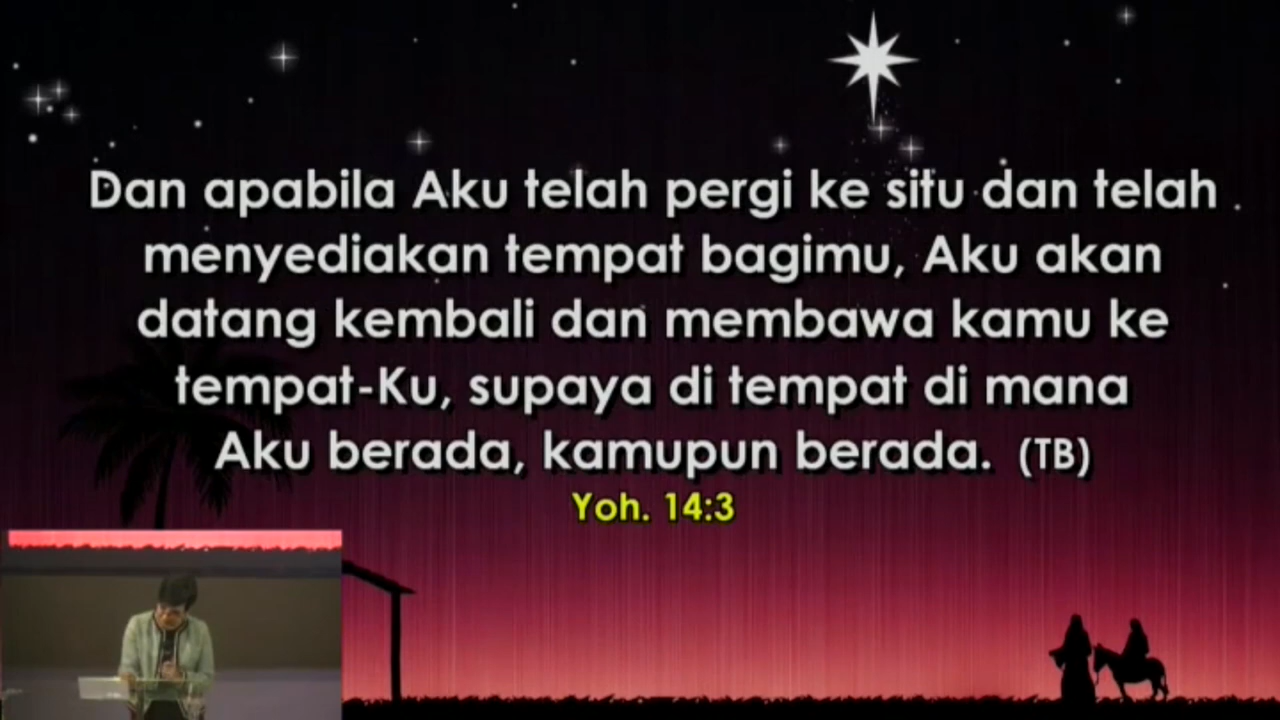 Dan apabila Aku telah pergi ke situ dan telah
menyediakan tempat bagimu, Aku akan
datang kembali dan membawa kamu ke
tempat-Ku, supaya di tempat di mana
Aku berada, kamupun berada. (TB)
Yoh. 14:3